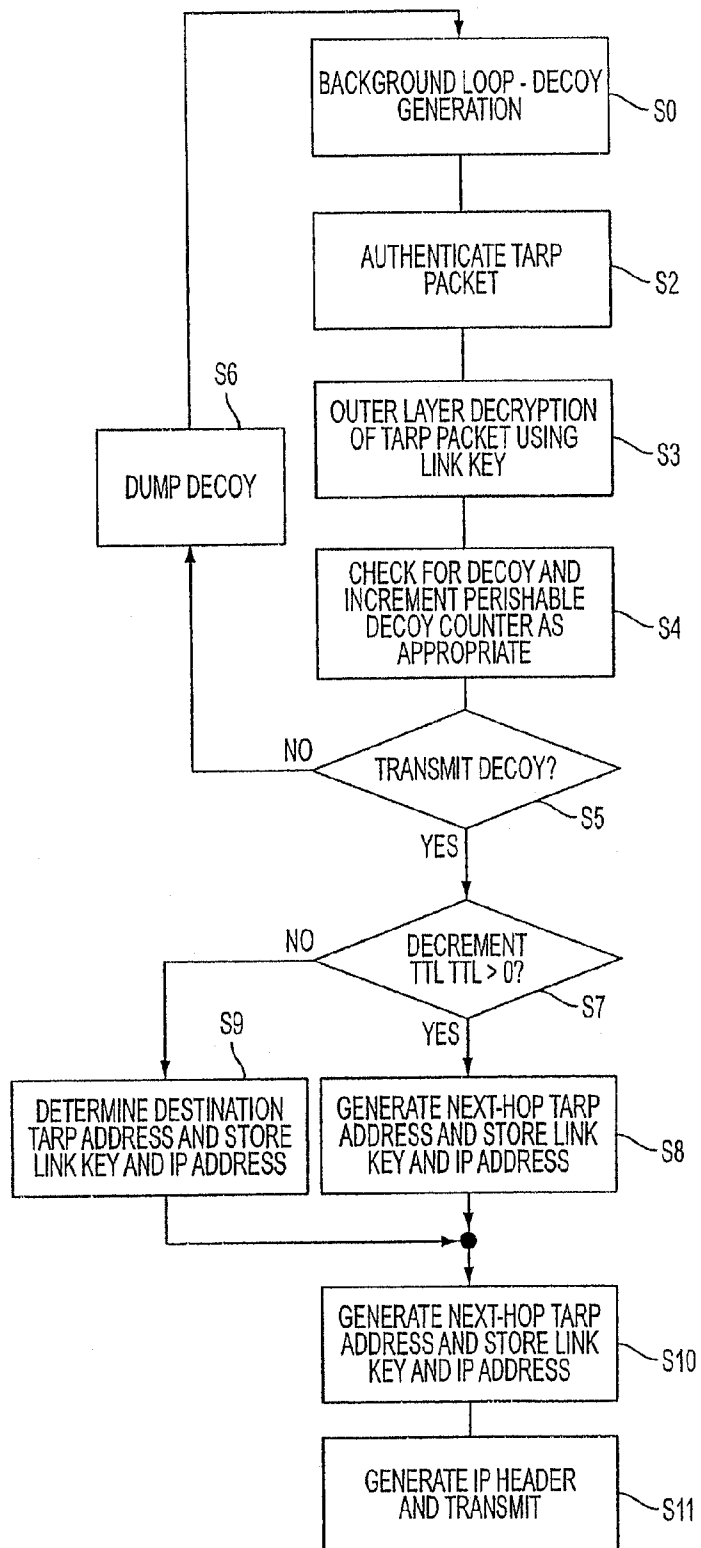 BACKGROUND LOOP - DECOY
GENERATION
S0
AUTHENTICATE TARP
PACKET
S2
S6
OUTER LAYER DECRYPTION
OF TARP PACKET USING
LINK KEY
S3
DUMP DECOY
CHECK FOR DECOY AND
INCREMENT PERISHABLE
DECOY COUNTER AS
APPROPRIATE
S4
NO
TRANSMIT DECOY?
S5
YES
NO
DECREMENT
TTL TTL > 0?
S7
YES
S9
DETERMINE DESTINATION
TARP ADDRESS AND STORE
LINK KEY AND IP ADDRESS
GENERATE NEXT-HOP TARP
ADDRESS AND STORE LINK
KEY AND IP ADDRESS
S8
GENERATE NEXT-HOP TARP
ADDRESS AND STORE LINK
KEY AND IP ADDRESS
S10
GENERATE IP HEADER
AND TRANSMIT
S11